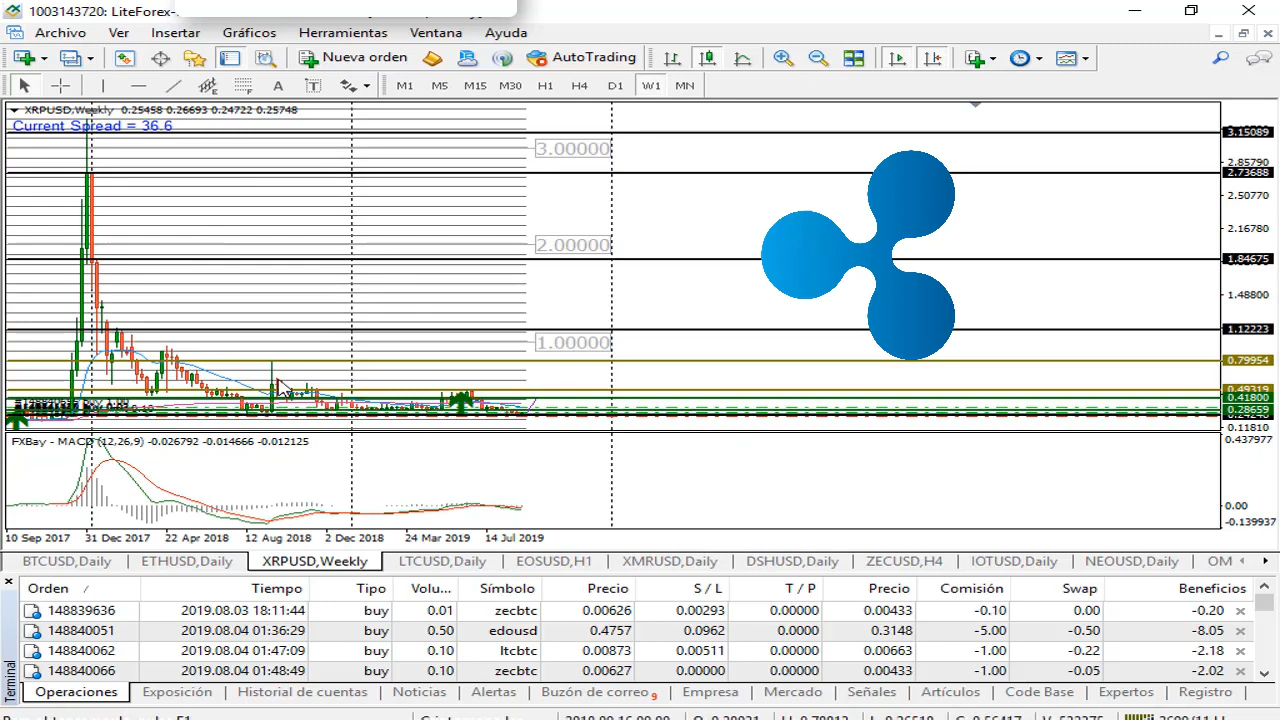 1003143720: LiteForex-
Archivo Ver Insertar Gráficos Herramientas Ventana Ayuda
Nueva orden AutoTrading
A T M1 M5 M15 M30 H1 H4 D1 W1 MN
XRPUSD,Weekly 0.25458 0.26693 0.24722 0.25748
Current Spread = 36.6
3.15089
3.00000
2.85790
2.73688
2.50770
2.16780
2.00000
1.84675
1.48800
1.12223
1.00000
0.79954
0.49319
0.41800
0.28659
0.11810
FXBay - MACD (12,26,9) -0.026792 -0.014666 -0.012125
0.437977
0.00
-0.139937
10 Sep 2017 31 Dec 2017 22 Apr 2018 12 Aug 2018 2 Dec 2018 24 Mar 2019 14 Jul 2019
BTCUSD,Daily ETHUSD,Daily XRPUSD,Weekly LTCUSD,Daily EOSUSD,H1 XMRUSD,Daily DSHUSD,Daily ZECUSD,H4 IOTUSD,Daily NEOUSD,Daily OM
Orden / Tiempo Tipo Volu... Símbolo Precio S / L T / P Precio Comisión Swap Beneficios
148839636 2019.08.03 18:11:44 buy 0.01 zecbtc 0.00626 0.00293 0.00000 0.00433 -0.10 0.00 -0.20
148840051 2019.08.04 01:36:29 buy 0.50 edousd 0.4757 0.0962 0.0000 0.3148 -5.00 -0.50 -8.05
148840062 2019.08.04 01:47:09 buy 0.10 ltcbtc 0.00873 0.00511 0.00000 0.00663 -1.00 -0.22 -2.18
148840066 2019.08.04 01:48:49 buy 0.10 zecbtc 0.00627 0.00000 0.00000 0.00433 -1.00 -0.05 -2.02
Terminal
Operaciones Exposición Historial de cuentas Noticias Alertas Buzón de correo 9 Empresa Mercado Señales Artículos Code Base Expertos Registro